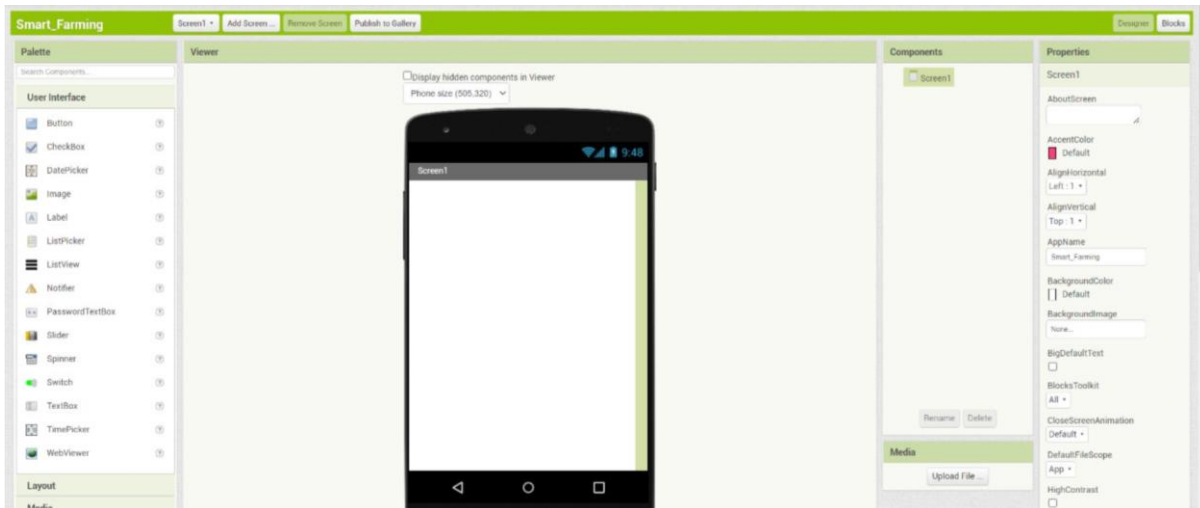 Smart_Farming
Screen1
Add Screen ...
Remove Screen
Publish to Gallery
Designer
Blocks
Palette
Search Components...
User Interface
Button
CheckBox
DatePicker
Image
Label
ListPicker
ListView
Notifier
PasswordTextBox
Slider
Spinner
Switch
TextBox
TimePicker
WebViewer
Layout
Media
Viewer
Display hidden components in Viewer
Phone size (505,320)
9:48
Screen1
Components
Screen1
Rename
Delete
Media
Upload File ...
Properties
Screen1
AboutScreen
AccentColor
Default
AlignHorizontal
Left : 1
AlignVertical
Top : 1
AppName
Smart_Farming
BackgroundColor
Default
BackgroundImage
None...
BigDefaultText
BlocksToolkit
All
CloseScreenAnimation
Default
DefaultFileScope
App
HighContrast